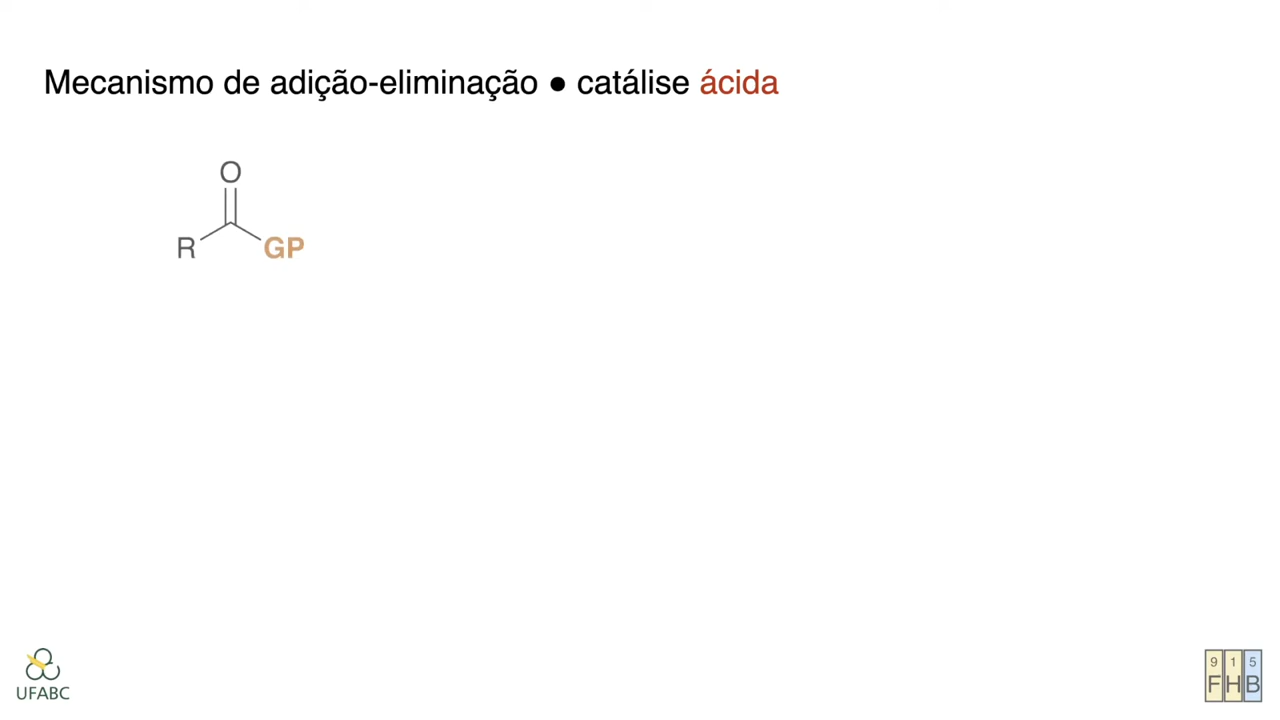 Mecanismo de adição-eliminação ● catálise ácida
O
R GP
UFABC
9 1 5
F H B